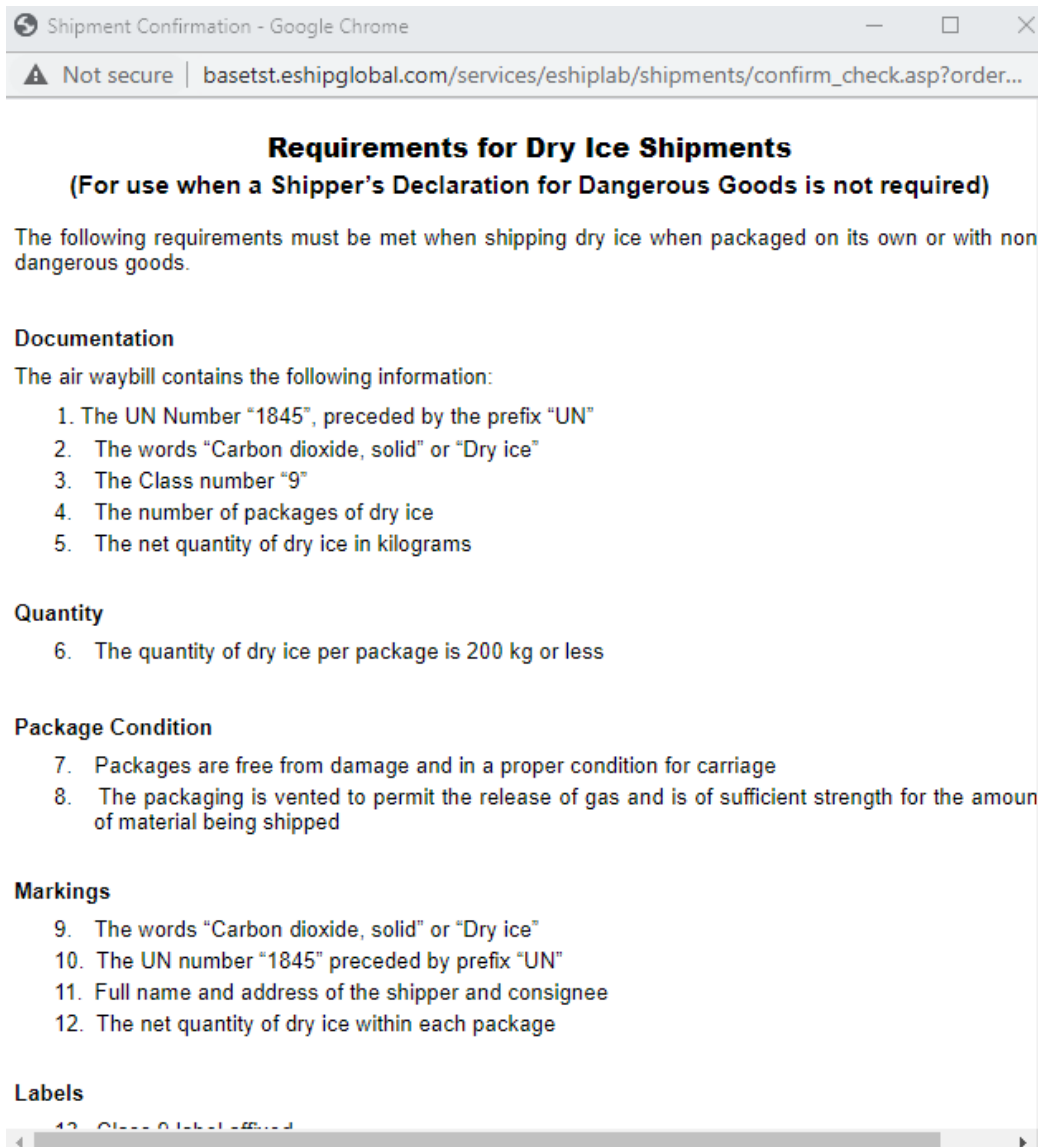 Shipment Confirmation - Google Chrome
Not secure | basetst.eshipglobal.com/services/eshiplab/shipments/confirm_check.asp?order...
Requirements for Dry Ice Shipments
(For use when a Shipper's Declaration for Dangerous Goods is not required)
The following requirements must be met when shipping dry ice when packaged on its own or with non
dangerous goods.
Documentation
The air waybill contains the following information:
1. The UN Number “1845”, preceded by the prefix “UN”
2. The words “Carbon dioxide, solid” or “Dry ice”
3. The Class number “9”
4. The number of packages of dry ice
5. The net quantity of dry ice in kilograms
Quantity
6. The quantity of dry ice per package is 200 kg or less
Package Condition
7. Packages are free from damage and in a proper condition for carriage
8. The packaging is vented to permit the release of gas and is of sufficient strength for the amoun
of material being shipped
Markings
9. The words “Carbon dioxide, solid” or “Dry ice”
10. The UN number “1845” preceded by prefix “UN”
11. Full name and address of the shipper and consignee
12. The net quantity of dry ice within each package
Labels
13. Class 9 label affixed